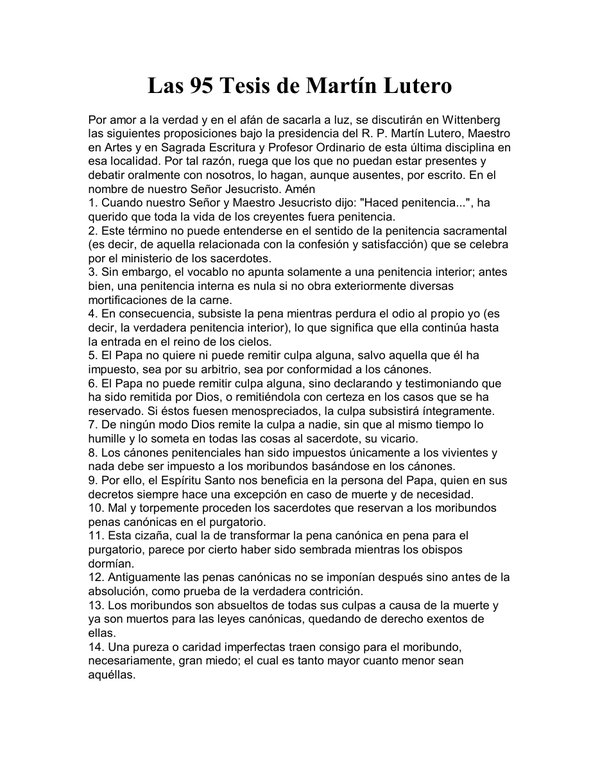 Las 95 Tesis de Martín Lutero
Por amor a la verdad y en el afán de sacarla a luz, se discutirán en Wittenberg
las siguientes proposiciones bajo la presidencia del R. P. Martín Lutero, Maestro
en Artes y en Sagrada Escritura y Profesor Ordinario de esta última disciplina en
esa localidad. Por tal razón, ruega que los que no puedan estar presentes y
debatir oralmente con nosotros, lo hagan, aunque ausentes, por escrito. En el
nombre de nuestro Señor Jesucristo. Amén
1. Cuando nuestro Señor y Maestro Jesucristo dijo: "Haced penitencia...", ha
querido que toda la vida de los creyentes fuera penitencia.
2. Este término no puede entenderse en el sentido de la penitencia sacramental
(es decir, de aquella relacionada con la confesión y satisfacción) que se celebra
por el ministerio de los sacerdotes.
3. Sin embargo, el vocablo no apunta solamente a una penitencia interior; antes
bien, una penitencia interna es nula si no obra exteriormente diversas
mortificaciones de la carne.
4. En consecuencia, subsiste la pena mientras perdura el odio al propio yo (es
decir, la verdadera penitencia interior), lo que significa que ella continúa hasta
la entrada en el reino de los cielos.
5. El Papa no quiere ni puede remitir culpa alguna, salvo aquella que él ha
impuesto, sea por su arbitrio, sea por conformidad a los cánones.
6. El Papa no puede remitir culpa alguna, sino declarando y testimoniando que
ha sido remitida por Dios, o remitiéndola con certeza en los casos que se ha
reservado. Si éstos fuesen menospreciados, la culpa subsistirá íntegramente.
7. De ningún modo Dios remite la culpa a nadie, sin que al mismo tiempo lo
humille y lo someta en todas las cosas al sacerdote, su vicario.
8. Los cánones penitenciales han sido impuestos únicamente a los vivientes y
nada debe ser impuesto a los moribundos basándose en los cánones.
9. Por ello, el Espíritu Santo nos beneficia en la persona del Papa, quien en sus
decretos siempre hace una excepción en caso de muerte y de necesidad.
10. Mal y torpemente proceden los sacerdotes que reservan a los moribundos
penas canónicas en el purgatorio.
11. Esta cizaña, cual la de transformar la pena canónica en pena para el
purgatorio, parece por cierto haber sido sembrada mientras los obispos
dormían.
12. Antiguamente las penas canónicas no se imponían después sino antes de la
absolución, como prueba de la verdadera contrición.
13. Los moribundos son absueltos de todas sus culpas a causa de la muerte y
ya son muertos para las leyes canónicas, quedando de derecho exentos de
ellas.
14. Una pureza o caridad imperfectas traen consigo para el moribundo,
necesariamente, gran miedo; el cual es tanto mayor cuanto menor sean
aquéllas.